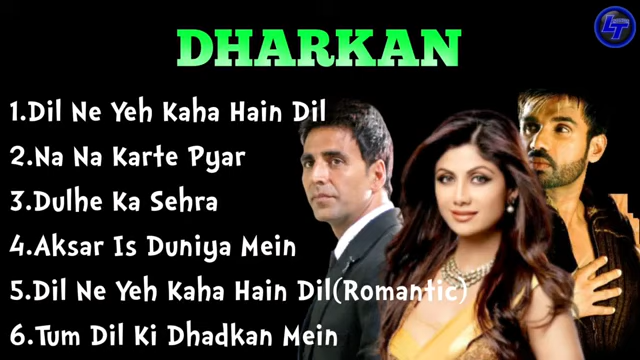 DHARKAN
LT
1.Dil Ne Yeh Kaha Hain Dil
2.Na Na Karte Pyar
3.Dulhe Ka Sehra
4.Aksar Is Duniya Mein
5.Dil Ne Yeh Kaha Hain Dil(Romantic)
6.Tum Dil Ki Dhadkan Mein